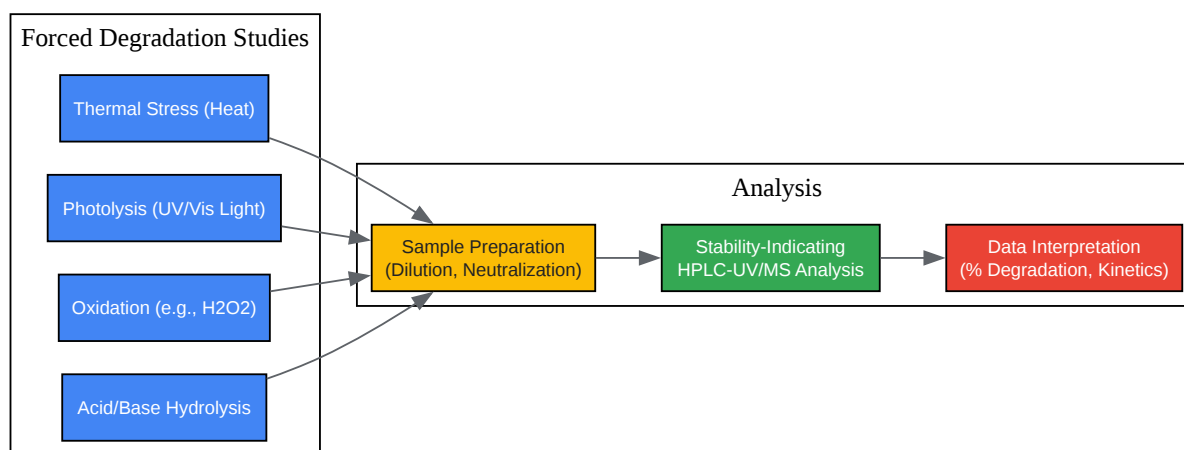 Forced Degradation Studies
Thermal Stress (Heat)
Photolysis (UV/Vis Light)
Oxidation (e.g., H2O2)
Acid/Base Hydrolysis
Analysis
Sample Preparation
(Dilution, Neutralization)
Stability-Indicating
HPLC-UV/MS Analysis
Data Interpretation
(% Degradation, Kinetics)